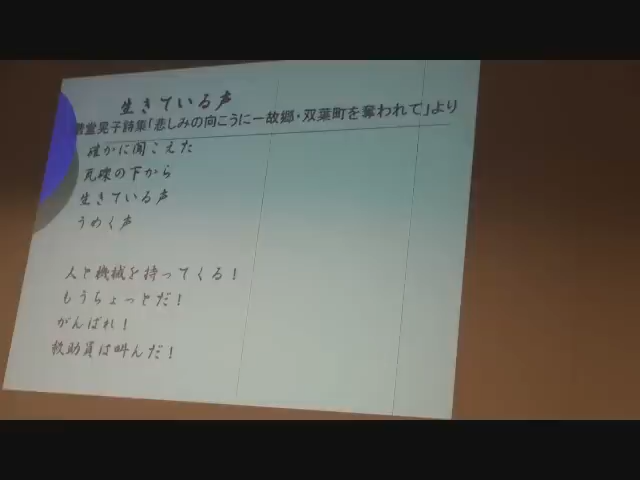 生きている声
堂晃子詩集「悲しみの向こうにー故郷・双葉町を奪われて」より
確かに聞こえた
瓦礫の下から
生きている声
うめく声
人と機械を持ってくる！
もうちょっとだ！
がんばれ！
救助員は叫んだ！